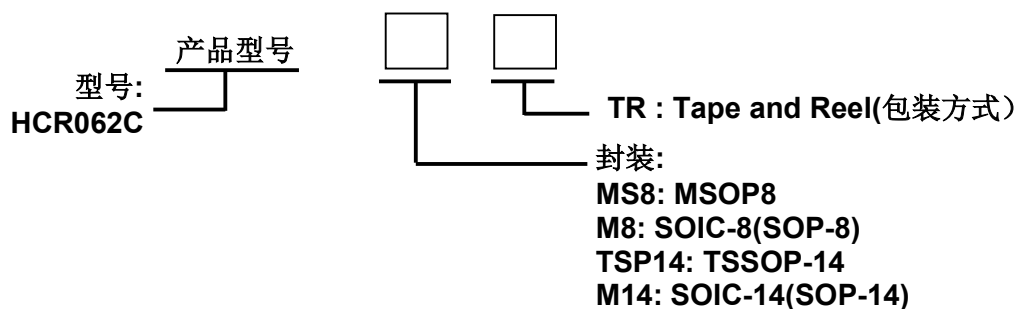 产品型号
型号:
HCR062C
TR : Tape and Reel(包装方式）
封装:
MS8: MSOP8
M8: SOIC-8(SOP-8)
TSP14: TSSOP-14
M14: SOIC-14(SOP-14)